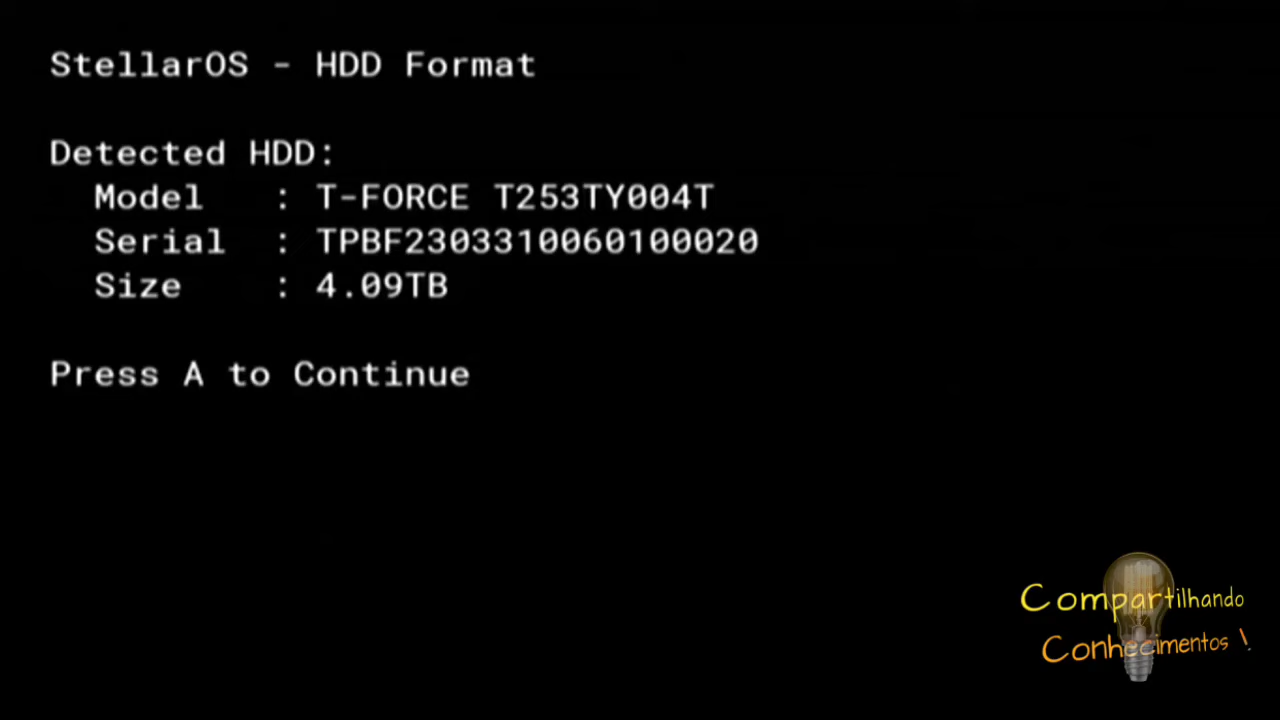 StellarOS - HDD Format
Detected HDD:
Model : T-FORCE T253TY004T
Serial : TPBF2303310060100020
Size : 4.09TB
Press A to Continue
Compartilhando
Conhecimentos !